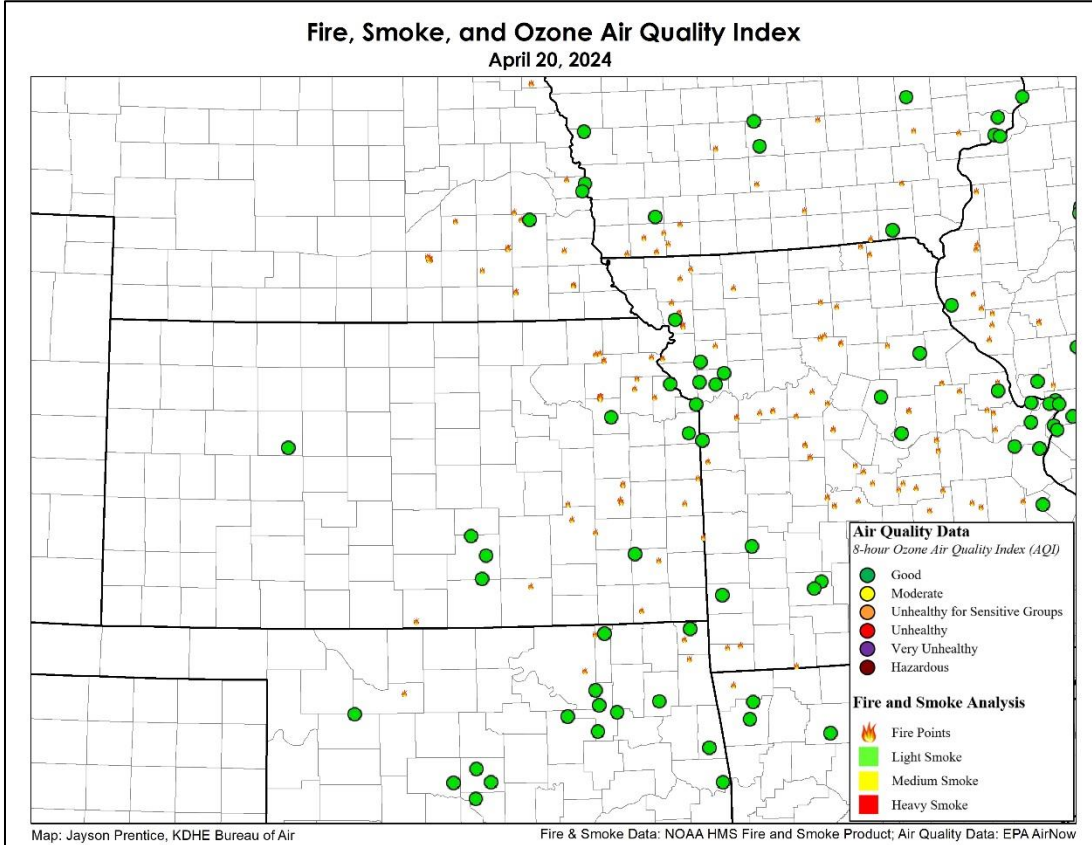 Fire, Smoke, and Ozone Air Quality Index
April 20, 2024
Air Quality Data
8-hour Ozone Air Quality Index (AQI)
Good
Moderate
Unhealthy for Sensitive Groups
Unhealthy
Very Unhealthy
Hazardous
Fire and Smoke Analysis
Fire Points
Light Smoke
Medium Smoke
Heavy Smoke
Map: Jayson Prentice, KDHE Bureau of Air
Fire & Smoke Data: NOAA HMS Fire and Smoke Product; Air Quality Data: EPA AirNow